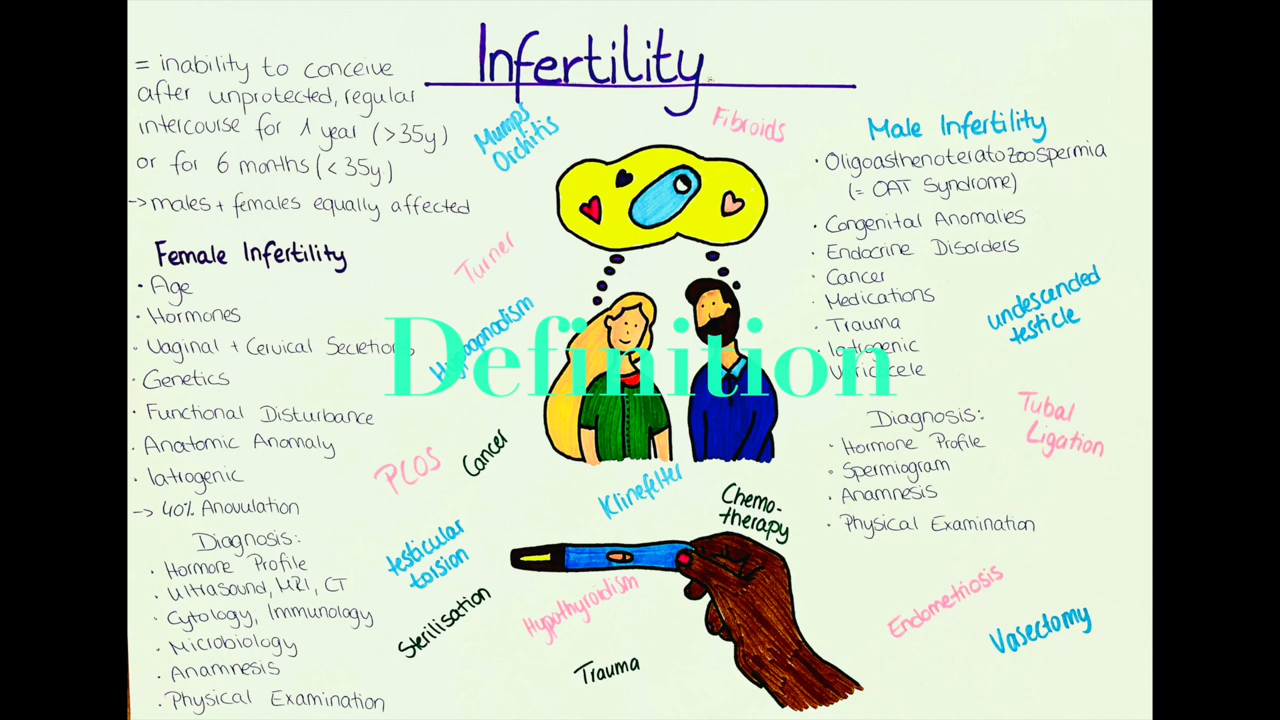 Infertility
= inability to conceive
after unprotected, regular
intercourse for 1 year (>35y)
or for 6 months (<35y)
-> males + females equally affected
Female Infertility
• Age
• Hormones
• Vaginal + Cervical Secretions
• Genetics
• Functional Disturbance
• Anatomic Anomaly
• Iatrogenic
-> 40% Anovulation
Diagnosis:
• Hormone Profile
• Ultrasound, MRI, CT
• Cytology, Immunology
• Microbiology
• Anamnesis
• Physical Examination
Mumps
Orchitis
Fibroids
Turner
Definition
PCOS
Cancer
Klinefelter
Chemo-
therapy
testicular
torsion
Sterilisation
Hypothyroidism
Trauma
Male Infertility
• Oligoasthenoteratozoospermia
(= OAT Syndrome)
• Congenital Anomalies
• Endocrine Disorders
• Cancer
• Medications
• Trauma
• Iatrogenic
• Varicocele
undescended
testicle
Diagnosis:
• Hormone Profile
• Spermiogram
• Anamnesis
• Physical Examination
Tubal
Ligation
Endometriosis
Vasectomy